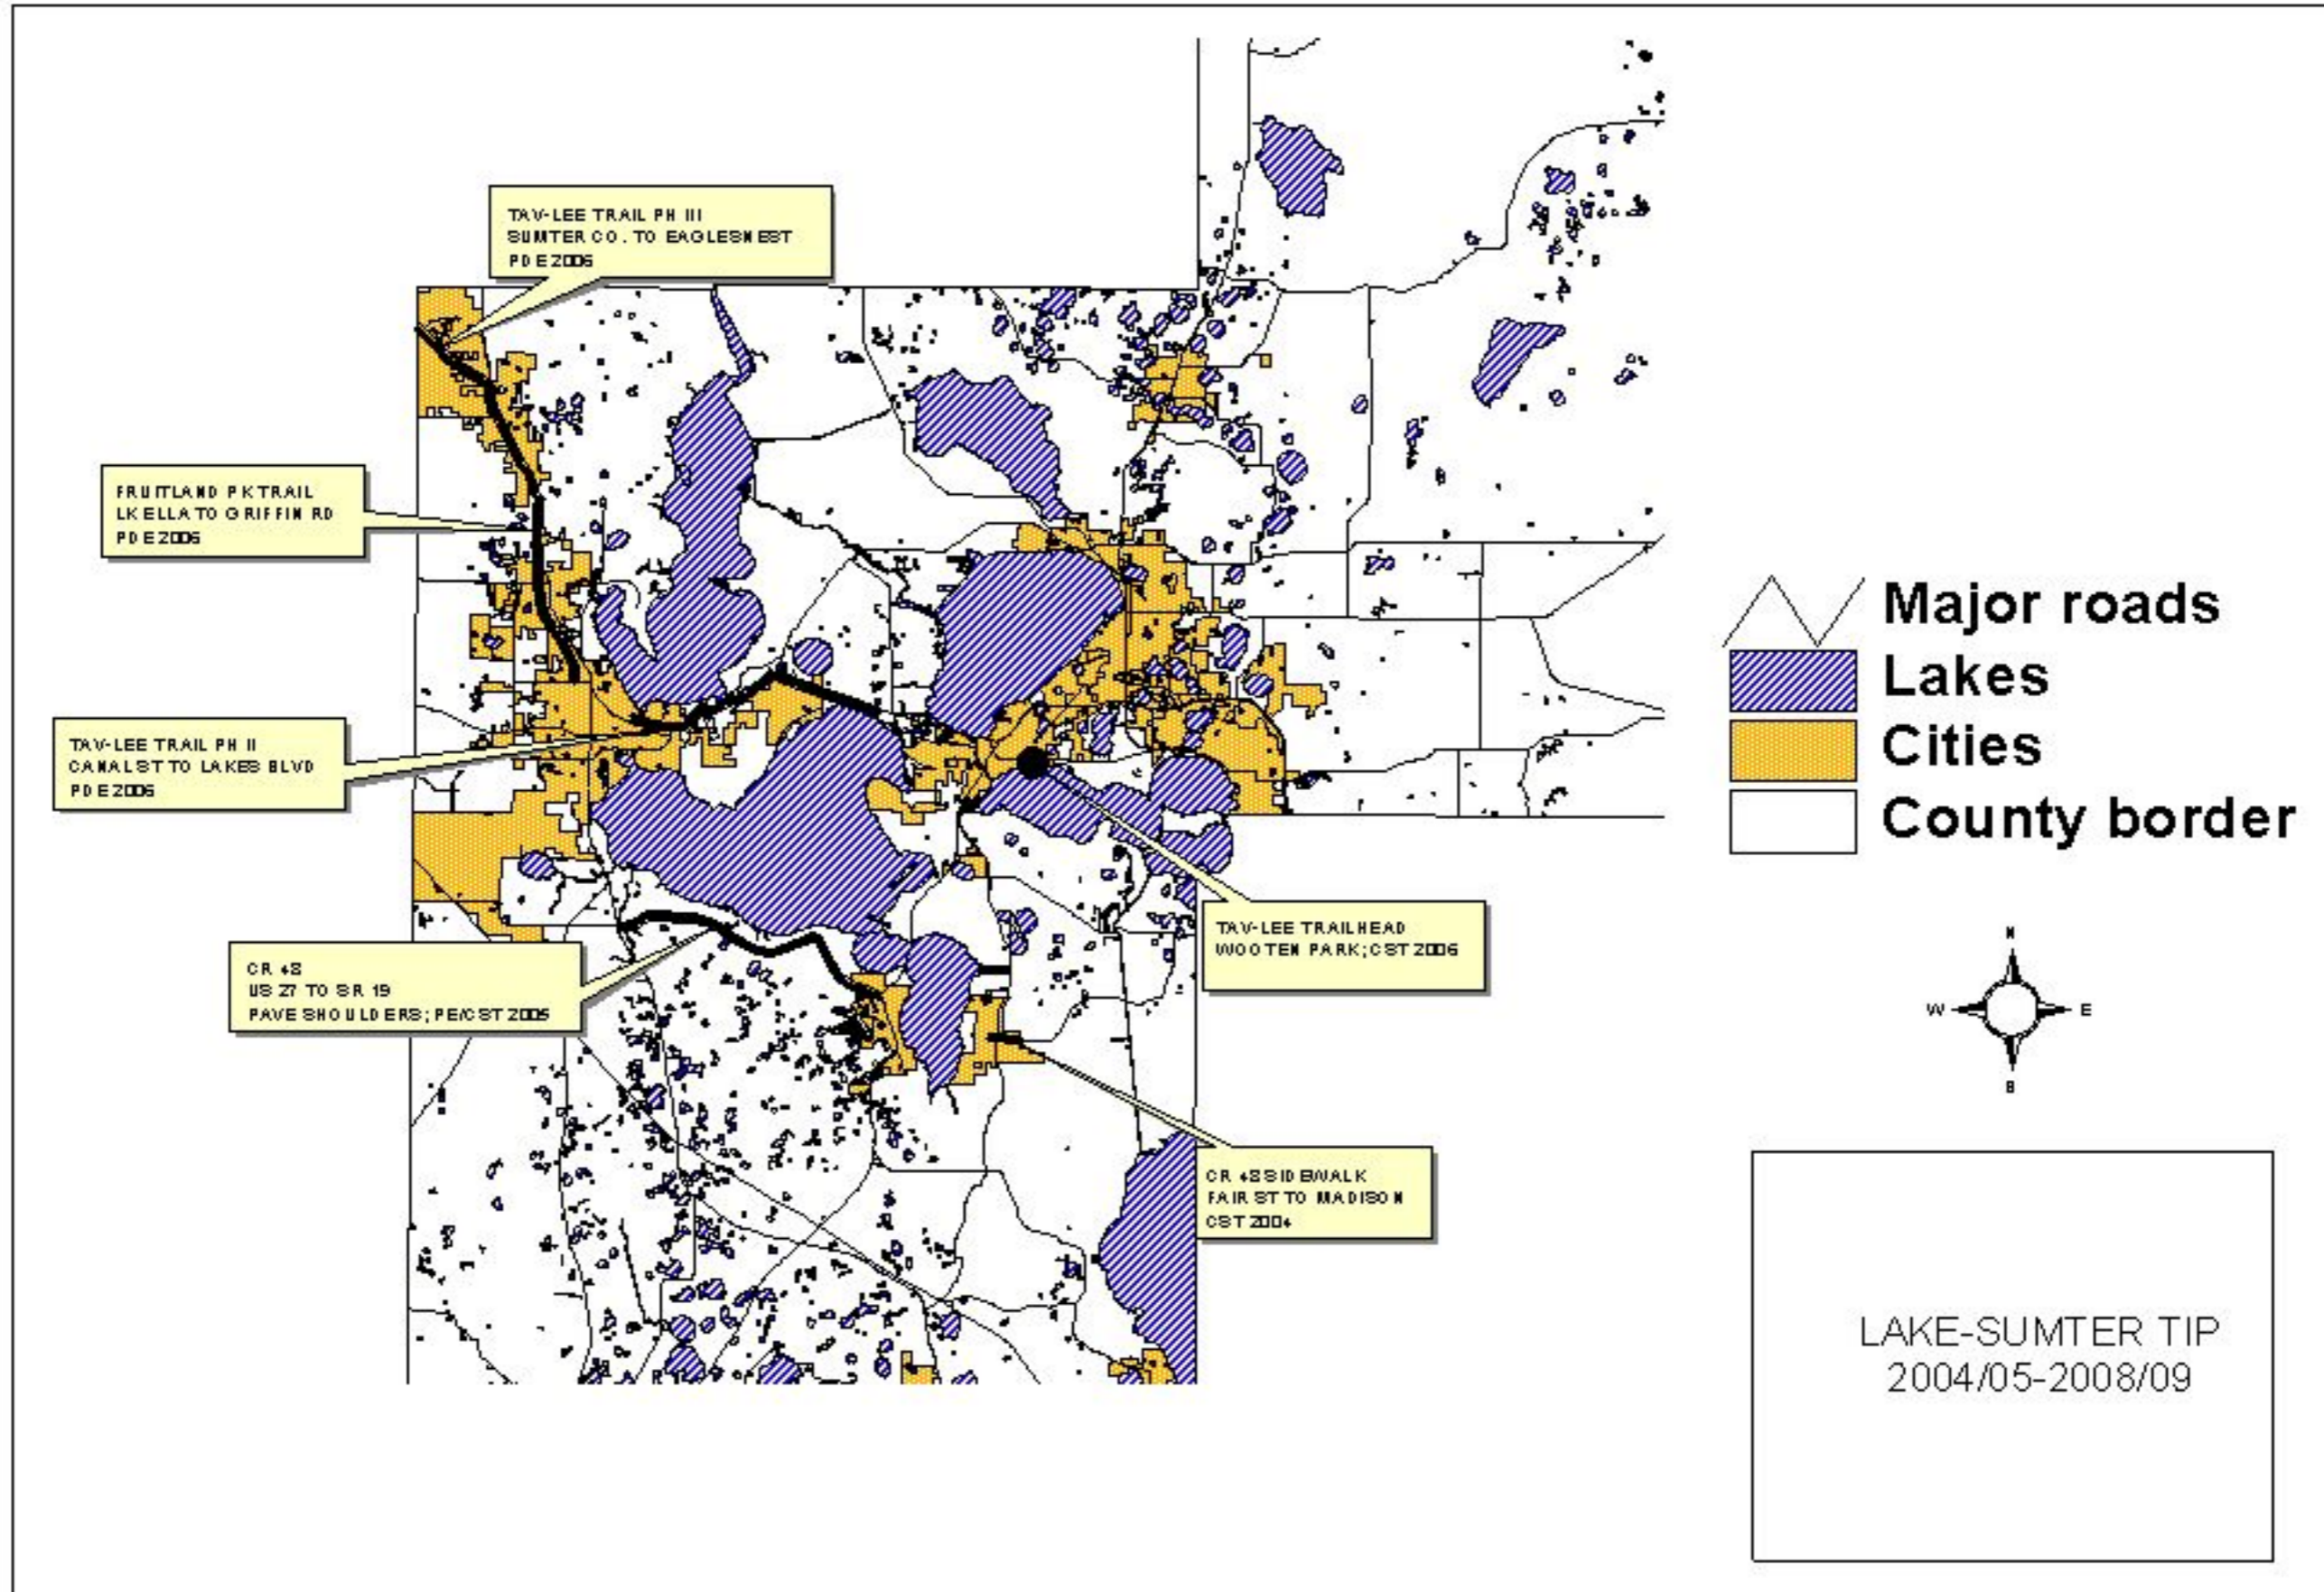 TAV-LEE TRAIL PH III
SUMTER CO. TO EAGLESNEST
PDE 2006
FRUITLAND PK TRAIL
LK ELLA TO GRIFFIN RD
PDE 2006
TAV-LEE TRAIL PH II
CANAL ST TO LAKES BLVD
PDE 2006
CR 48
US 27 TO SR 19
PAVE SHOULDERS; PE/CST 2005
TAV-LEE TRAILHEAD
WOOTEN PARK; CST 2006
CR 48 SIDEWALK
FAIR ST TO MADISON
CST 2004
Major roads
Lakes
Cities
County border
N
W
E
S
LAKE-SUMTER TIP
2004/05-2008/09